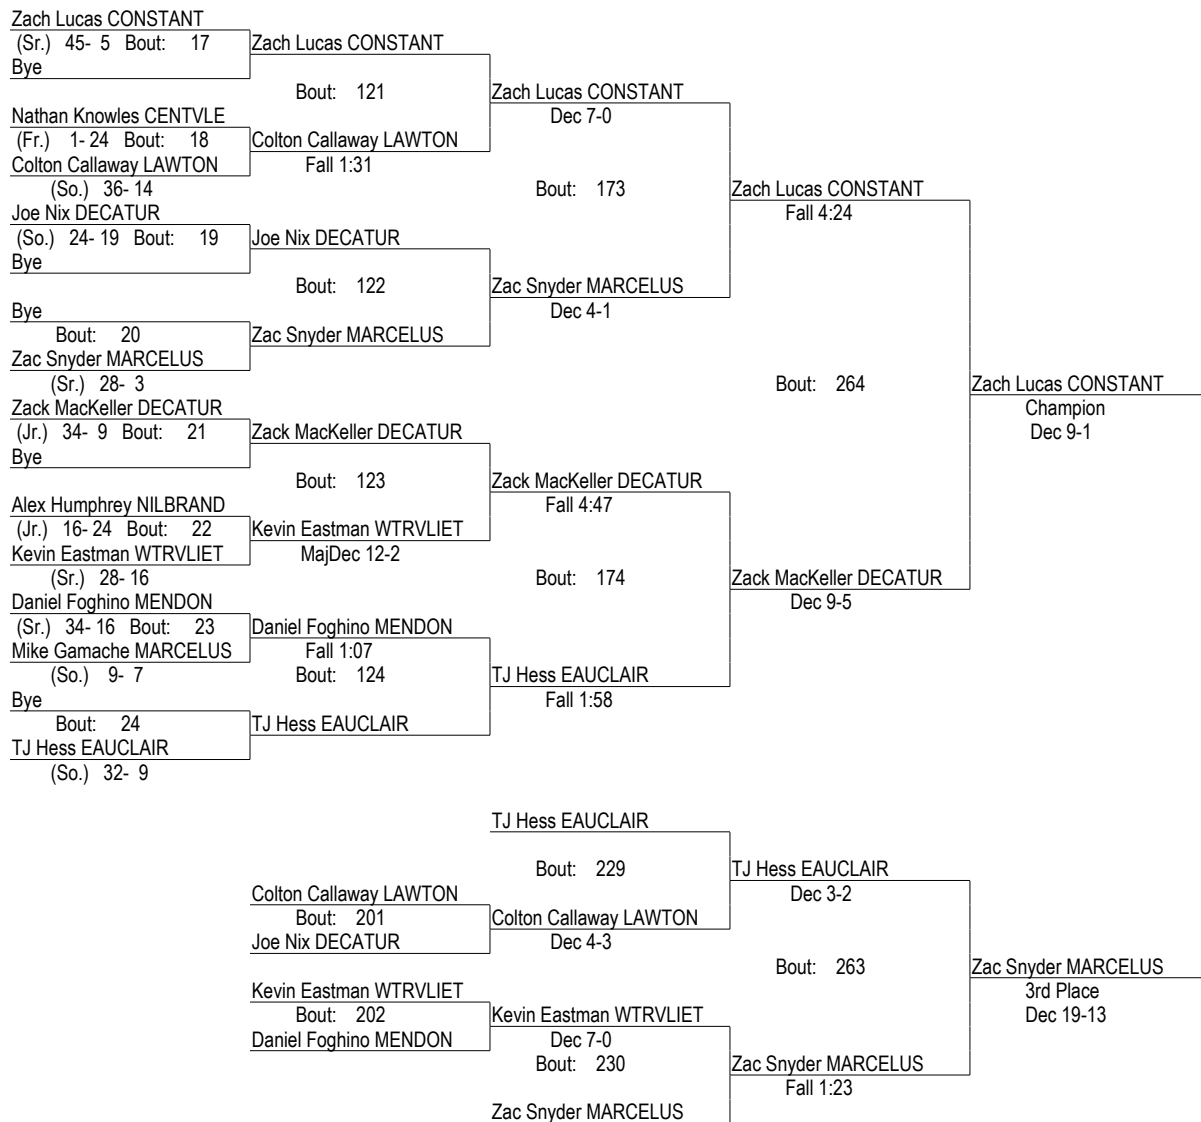 Zach Lucas CONSTANT
(Sr.) 45- 5 Bout: 17
Bye
Zach Lucas CONSTANT
Bout: 121
Zach Lucas CONSTANT
Dec 7-0
Nathan Knowles CENTVLE
(Fr.) 1- 24 Bout: 18
Colton Callaway LAWTON
(So.) 36- 14
Colton Callaway LAWTON
Fall 1:31
Bout: 173
Zach Lucas CONSTANT
Fall 4:24
Joe Nix DECATUR
(So.) 24- 19 Bout: 19
Bye
Joe Nix DECATUR
Bout: 122
Zac Snyder MARCELUS
Dec 4-1
Bye
Bout: 20
Zac Snyder MARCELUS
(Sr.) 28- 3
Zac Snyder MARCELUS
Bout: 264
Zach Lucas CONSTANT
Champion
Dec 9-1
Zack MacKeller DECATUR
(Jr.) 34- 9 Bout: 21
Bye
Zack MacKeller DECATUR
Bout: 123
Zack MacKeller DECATUR
Fall 4:47
Alex Humphrey NILBRAND
(Jr.) 16- 24 Bout: 22
Kevin Eastman WTRVLIET
(Sr.) 28- 16
Kevin Eastman WTRVLIET
MajDec 12-2
Bout: 174
Zack MacKeller DECATUR
Dec 9-5
Daniel Foghino MENDON
(Sr.) 34- 16 Bout: 23
Mike Gamache MARCELUS
(So.) 9- 7
Daniel Foghino MENDON
Fall 1:07
Bout: 124
TJ Hess EAUCLAIR
Fall 1:58
Bye
Bout: 24
TJ Hess EAUCLAIR
(So.) 32- 9
TJ Hess EAUCLAIR
TJ Hess EAUCLAIR
Bout: 229
TJ Hess EAUCLAIR
Dec 3-2
Colton Callaway LAWTON
Bout: 201
Joe Nix DECATUR
Colton Callaway LAWTON
Dec 4-3
Bout: 263
Zac Snyder MARCELUS
3rd Place
Dec 19-13
Kevin Eastman WTRVLIET
Bout: 202
Daniel Foghino MENDON
Kevin Eastman WTRVLIET
Dec 7-0
Bout: 230
Zac Snyder MARCELUS
Fall 1:23
Zac Snyder MARCELUS